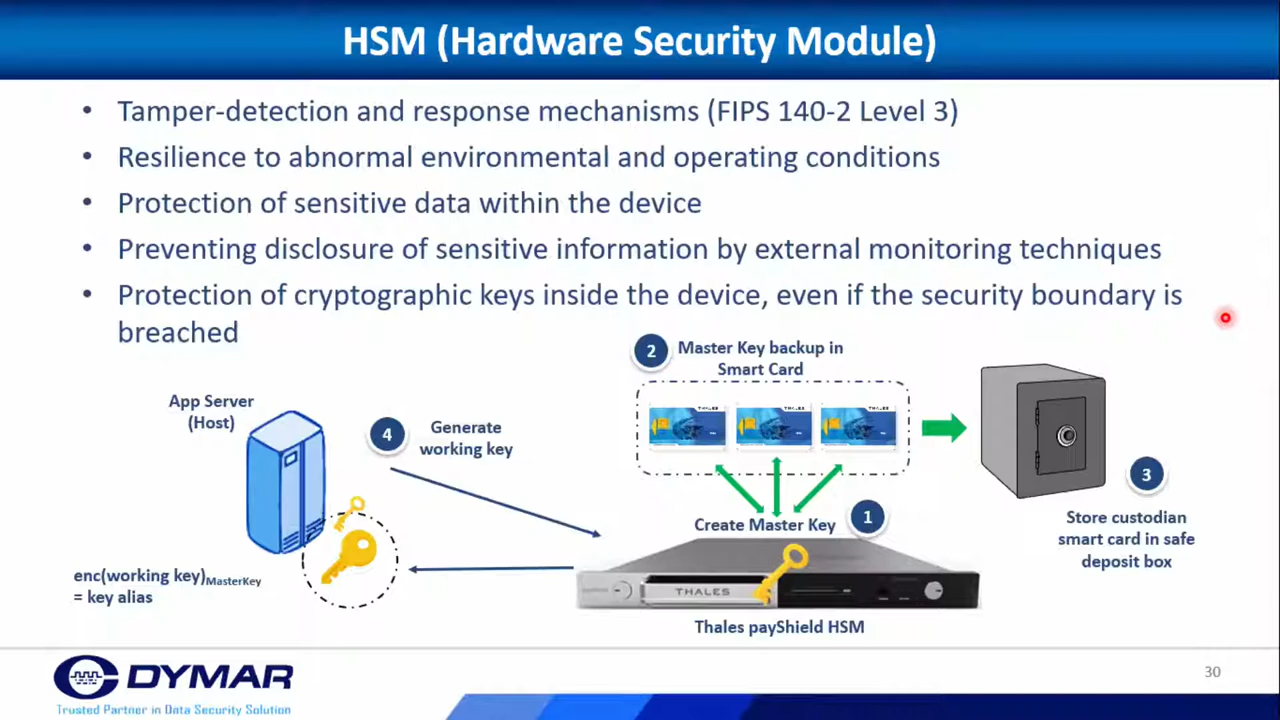 HSM (Hardware Security Module)
• Tamper-detection and response mechanisms (FIPS 140-2 Level 3)
• Resilience to abnormal environmental and operating conditions
• Protection of sensitive data within the device
• Preventing disclosure of sensitive information by external monitoring techniques
• Protection of cryptographic keys inside the device, even if the security boundary is
breached
2
Master Key backup in
Smart Card
App Server
(Host)
4
Generate
working key
THALES
THALES
THALES
3
Store custodian
smart card in safe
deposit box
Create Master Key
1
enc(working key)MasterKey
= key alias
THALES
Thales payShield HSM
DYMAR
Trusted Partner in Data Security Solution
30